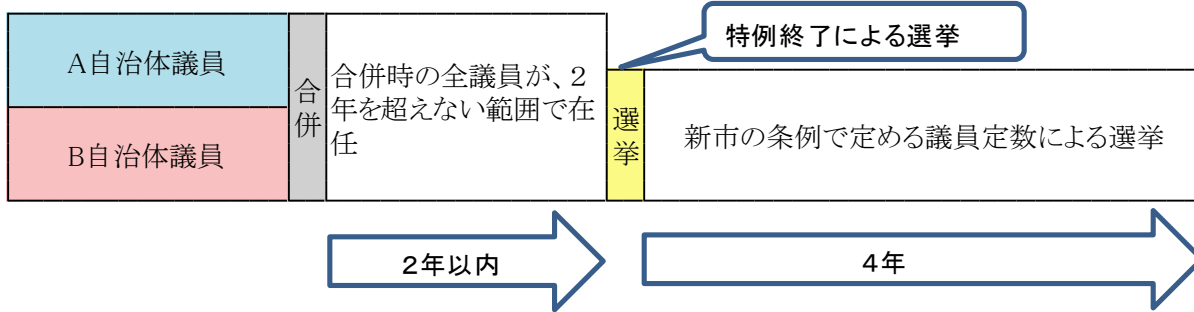 特例終了による選挙
A自治体議員
B自治体議員
合併
合併時の全議員が、２
年を超えない範囲で在
任
選挙
新市の条例で定める議員定数による選挙
２年以内
４年